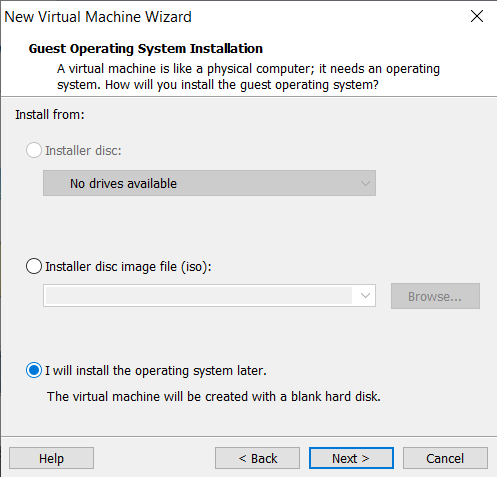 New Virtual Machine Wizard
Guest Operating System Installation
A virtual machine is like a physical computer; it needs an operating
system. How will you install the guest operating system?
Install from:
Installer disc:
No drives available
Installer disc image file (iso):
Browse...
I will install the operating system later.
The virtual machine will be created with a blank hard disk.
Help
< Back
Next >
Cancel